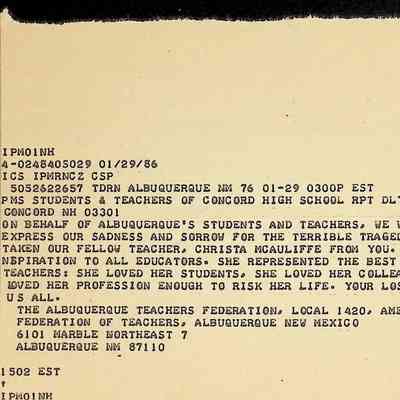 IPM01NH
4-024840S029 01/29/86
ICS IPMRNCZ CSP
5052622657 TDRN ALBUQUERQUE NM 76 01-29 0300P EST
PMS STUDENTS & TEACHERS OF CONCORD HIGH SCHOOL RPT DLY
CONCORD NH 03301
ON BEHALF OF ALBUQUERQUE'S STUDENTS AND TEACHERS, WE
EXPRESS OUR SADNESS AND SORROW FOR THE TERRIBLE TRAGED
TAKEN OUR FELLOW TEACHER, CHRISTA MCAULIFFE FROM YOU.
NSPIRATION TO ALL EDUCATORS. SHE REPRESENTED THE BEST
TEACHERS: SHE LOVED HER STUDENTS, SHE LOVED HER COLLEA
LOVED HER PROFESSION ENOUGH TO RISK HER LIFE. YOUR LOS
US ALL.
THE ALBUQUERQUE TEACHERS FEDERATION, LOCAL 1420, AME
FEDERATION OF TEACHERS, ALBUQUERQUE NEW MEXICO
6101 MARBLE NORTHEAST 7
ALBUQUERQUE NM 87110
1502 EST
IPM01NH